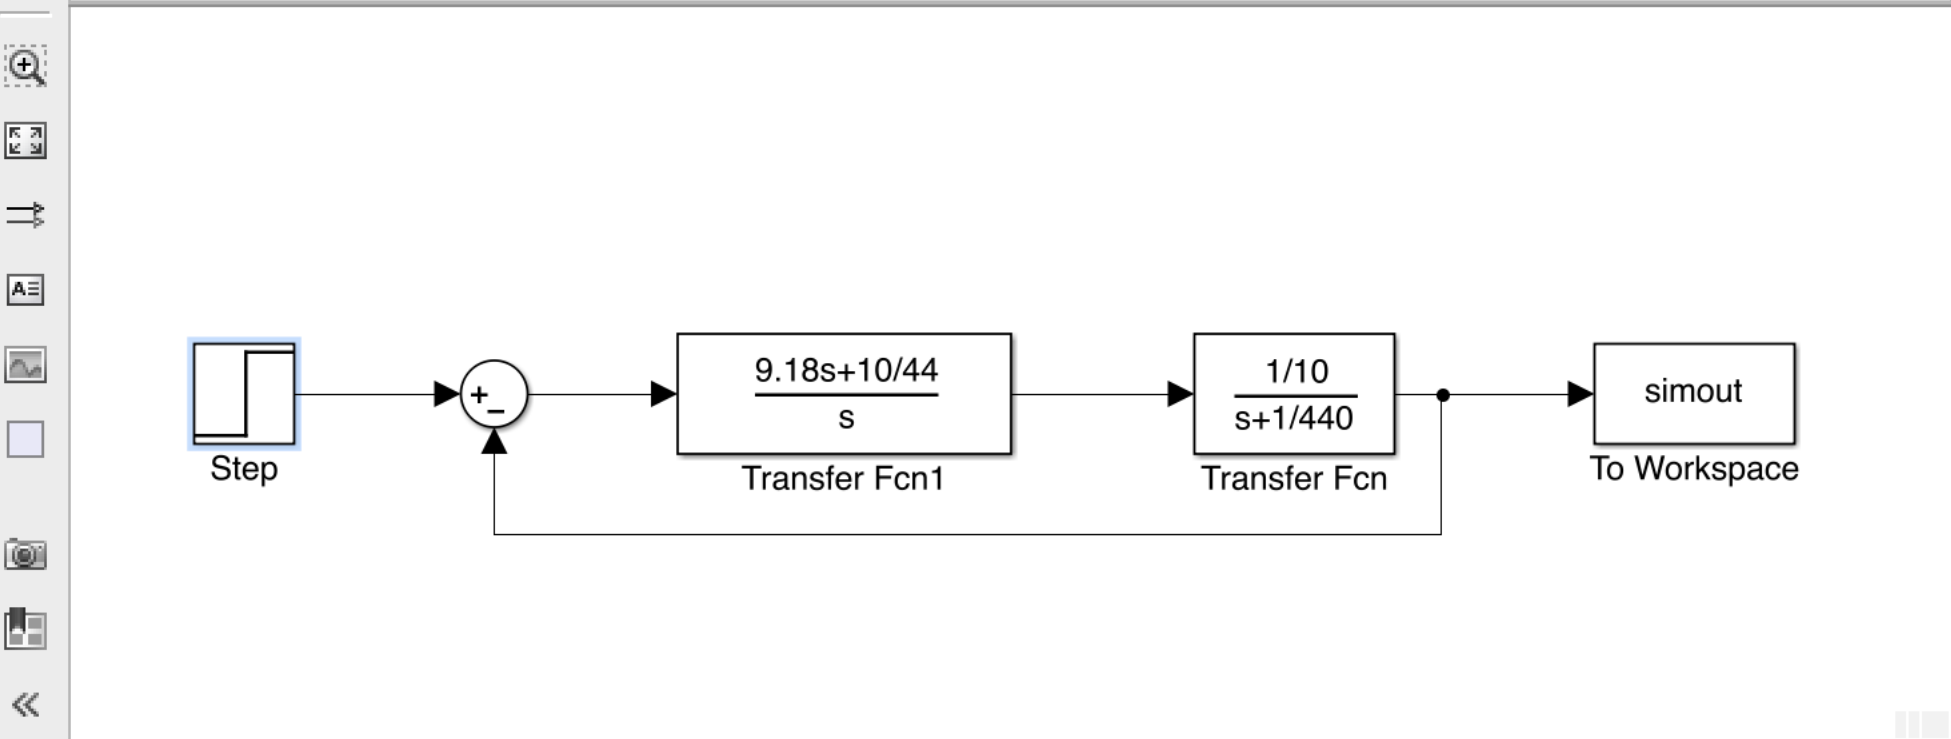 Step
+
−
9.18s+10/44
s
Transfer Fcn1
1/10
s+1/440
Transfer Fcn
simout
To Workspace
A